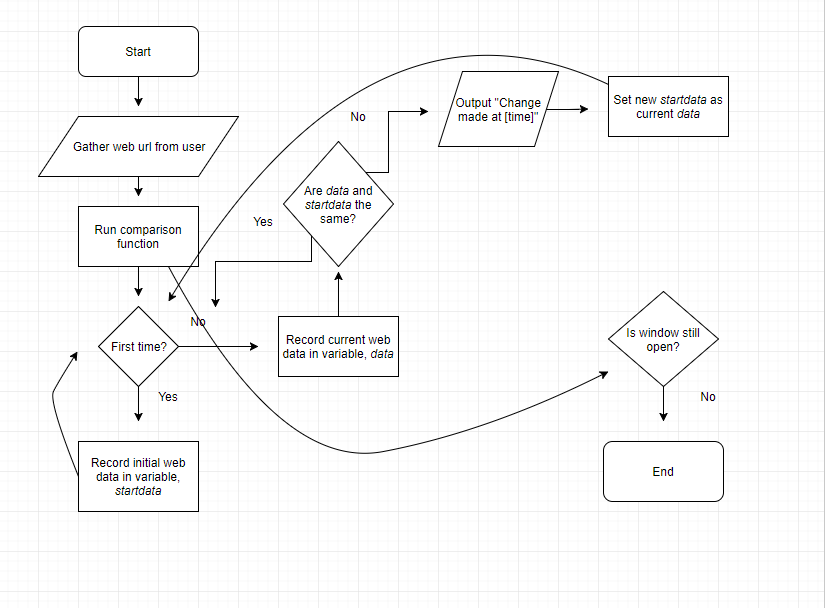 Start
Gather web url from user
Run comparison
function
First time?
Yes
Record initial web
data in variable,
startdata
No
Record current web
data in variable, data
Are data and
startdata the
same?
Yes
No
Output "Change
made at [time]"
Set new startdata as
current data
Is window still
open?
No
End